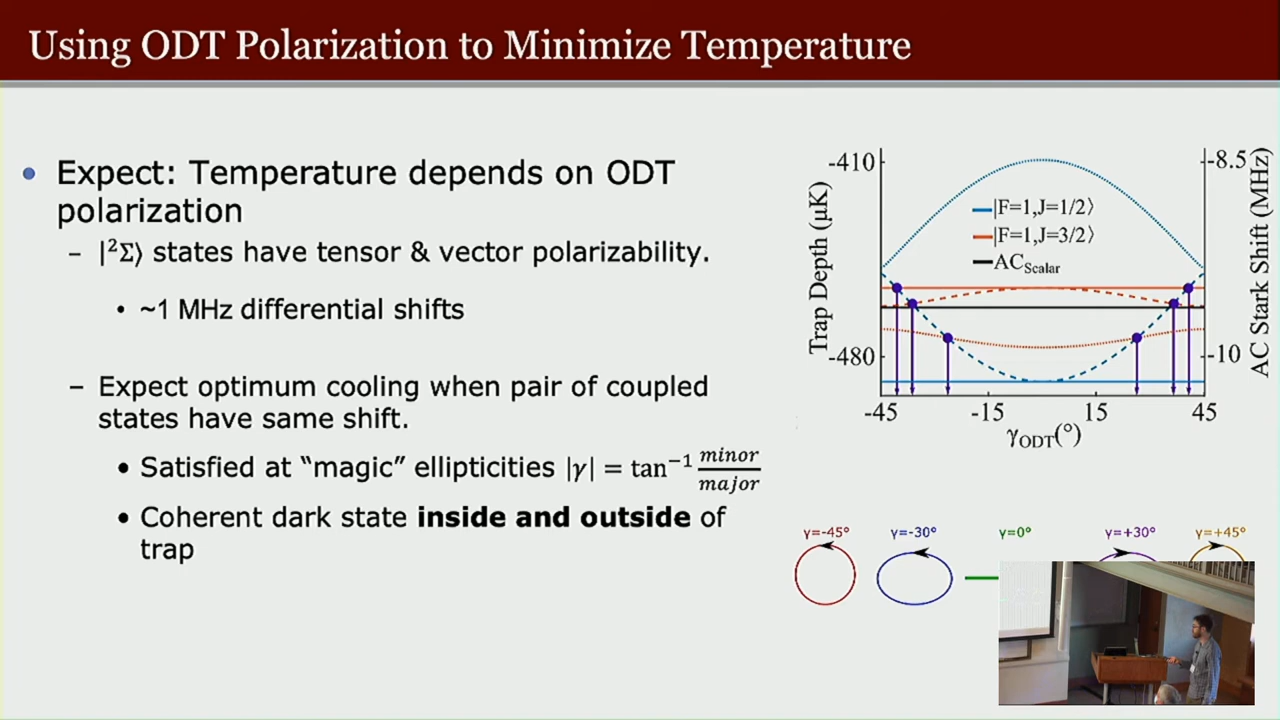 Using ODT Polarization to Minimize Temperature
• Expect: Temperature depends on ODT
polarization
– |²Σ⟩ states have tensor & vector polarizability.
• ~1 MHz differential shifts
– Expect optimum cooling when pair of coupled
states have same shift.
• Satisfied at “magic” ellipticities |γ| = tan⁻¹ minor/major
• Coherent dark state inside and outside of
trap
Trap Depth (μK)
-410
-480
|F=1,J=1/2⟩
|F=1,J=3/2⟩
AC_Scalar
-8.5
-10
AC Stark Shift (MHz)
-45 -15 15 45
γ_ODT(°)
γ=-45° γ=-30° γ=0° γ=+30° γ=+45°